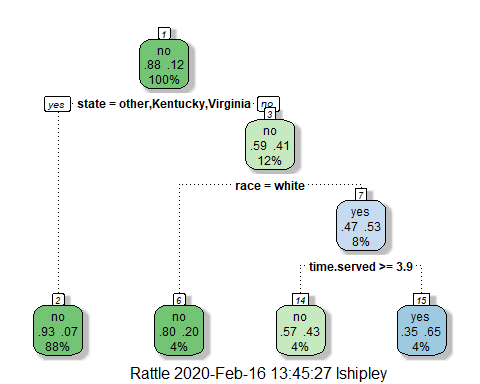 1
no
.88 .12
100%
yes
state = other,Kentucky,Virginia
no
3
no
.59 .41
12%
race = white
7
yes
.47 .53
8%
time.served >= 3.9
2
no
.93 .07
88%
6
no
.80 .20
4%
14
no
.57 .43
4%
15
yes
.35 .65
4%
Rattle 2020-Feb-16 13:45:27 lshipley